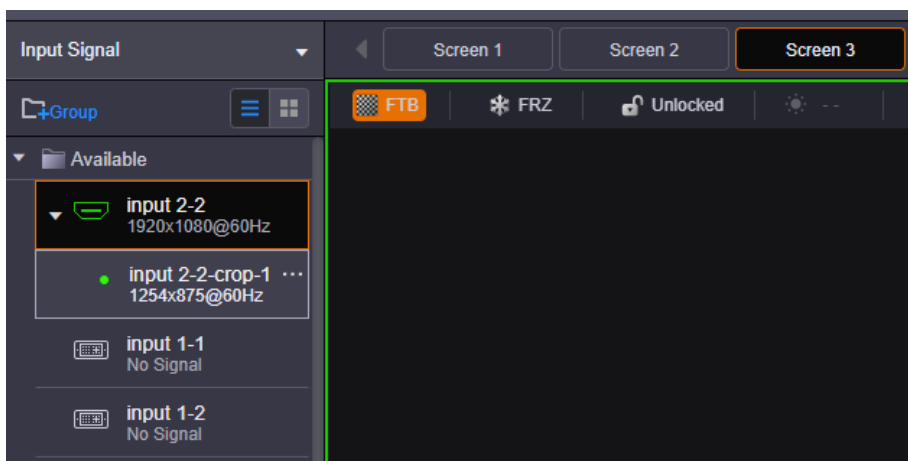 Input Signal
Screen 1
Screen 2
Screen 3
Group
FTB
FRZ
Unlocked
--
Available
input 2-2
1920x1080@60Hz
input 2-2-crop-1 ...
1254x875@60Hz
input 1-1
No Signal
input 1-2
No Signal